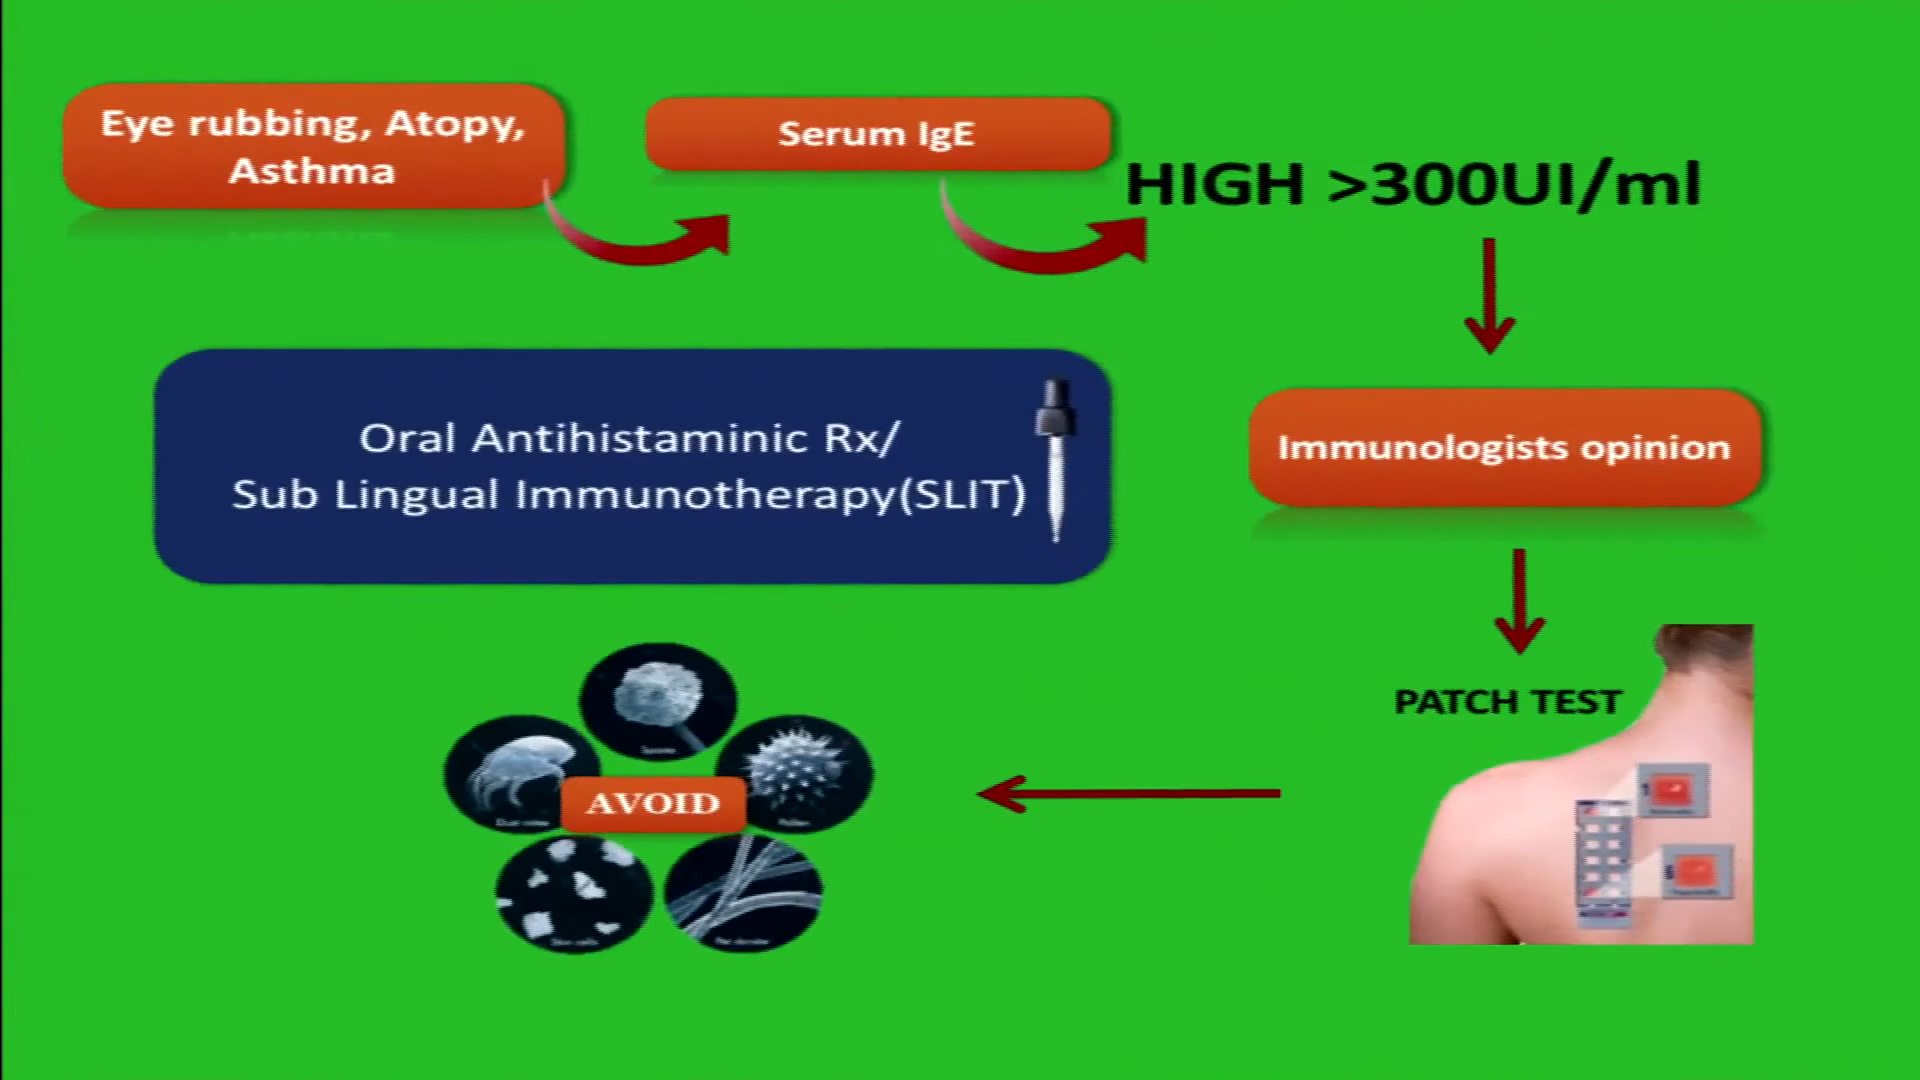 Eye rubbing, Atopy,
Asthma
Serum IgE
HIGH >300UI/ml
Oral Antihistaminic Rx/
Sub Lingual Immunotherapy(SLIT)
Immunologists opinion
PATCH TEST
AVOID